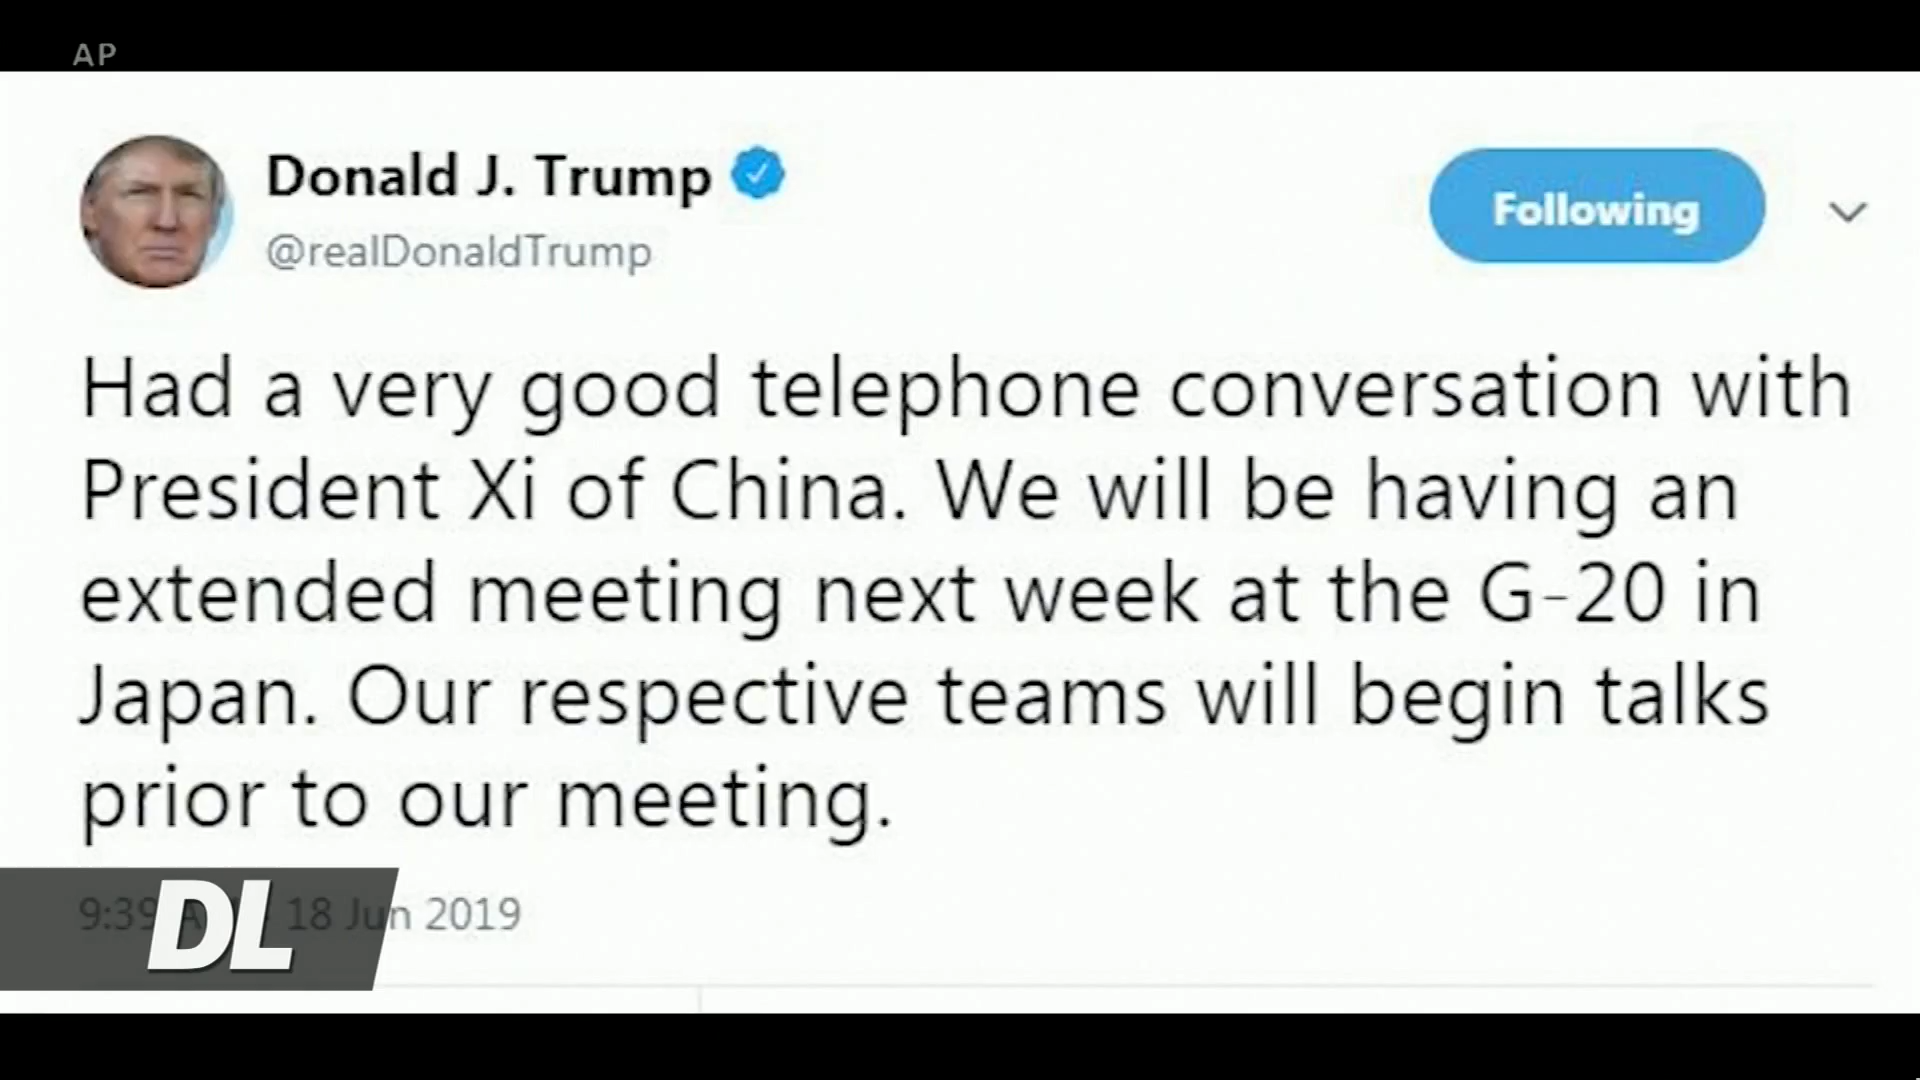 AP
Donald J. Trump
@realDonaldTrump
Following
Had a very good telephone conversation with
President Xi of China. We will be having an
extended meeting next week at the G-20 in
Japan. Our respective teams will begin talks
prior to our meeting.
9:39 18 Jun 2019
DL